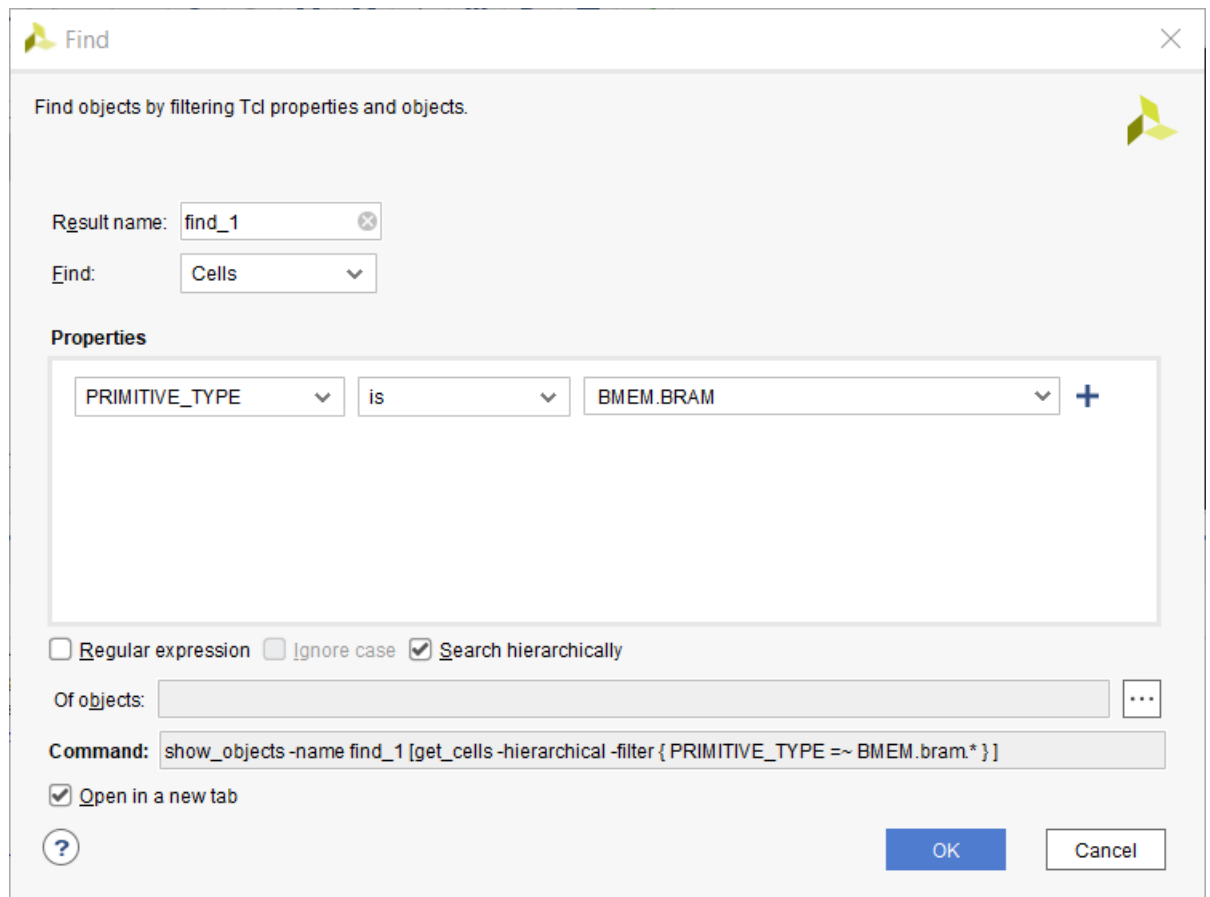 Find
Find objects by filtering Tcl properties and objects.
Result name: find_1
Find: Cells
Properties
PRIMITIVE_TYPE is BMEM.BRAM
Regular expression Ignore case Search hierarchically
Of objects: ...
Command: show_objects -name find_1 [get_cells -hierarchical -filter { PRIMITIVE_TYPE =~ BMEM.bram.* } ]
Open in a new tab
? OK Cancel